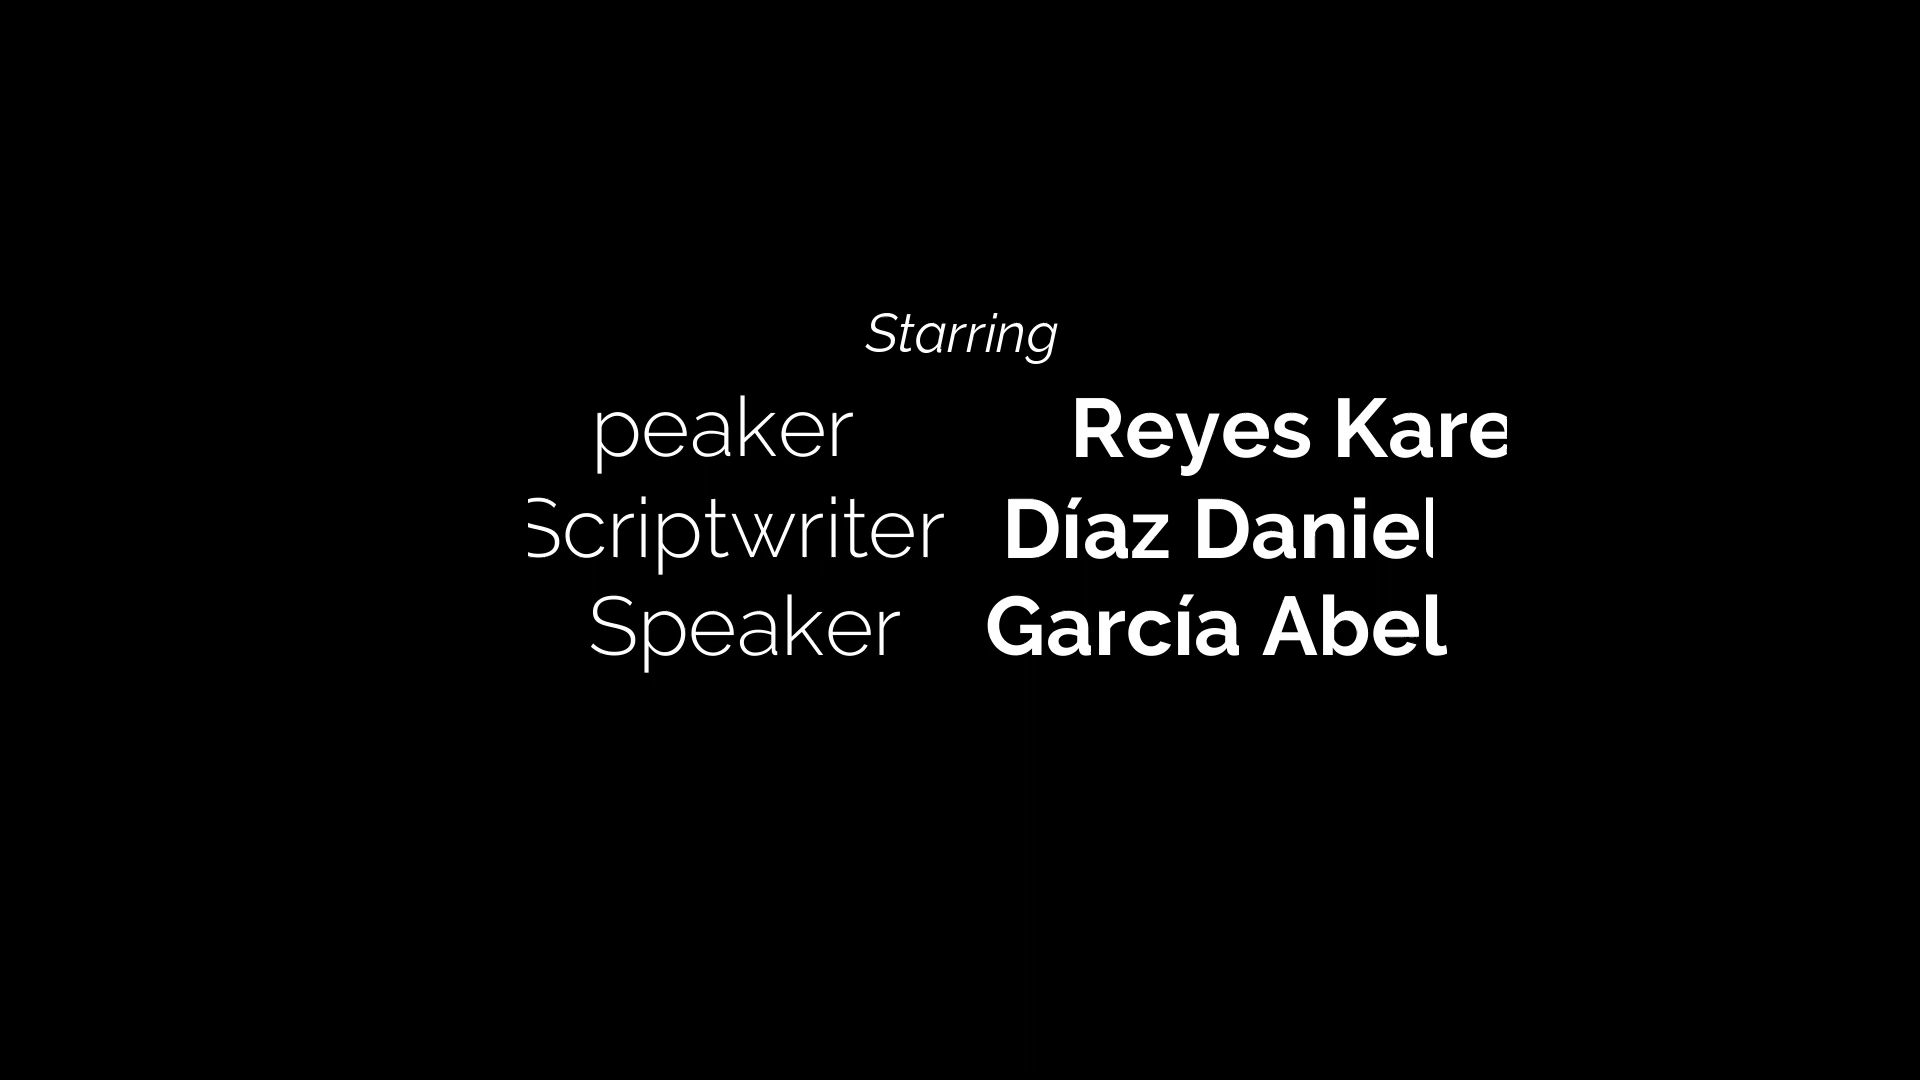 Starring
peaker Reyes Kare
Scriptwriter Díaz Daniel
Speaker García Abel